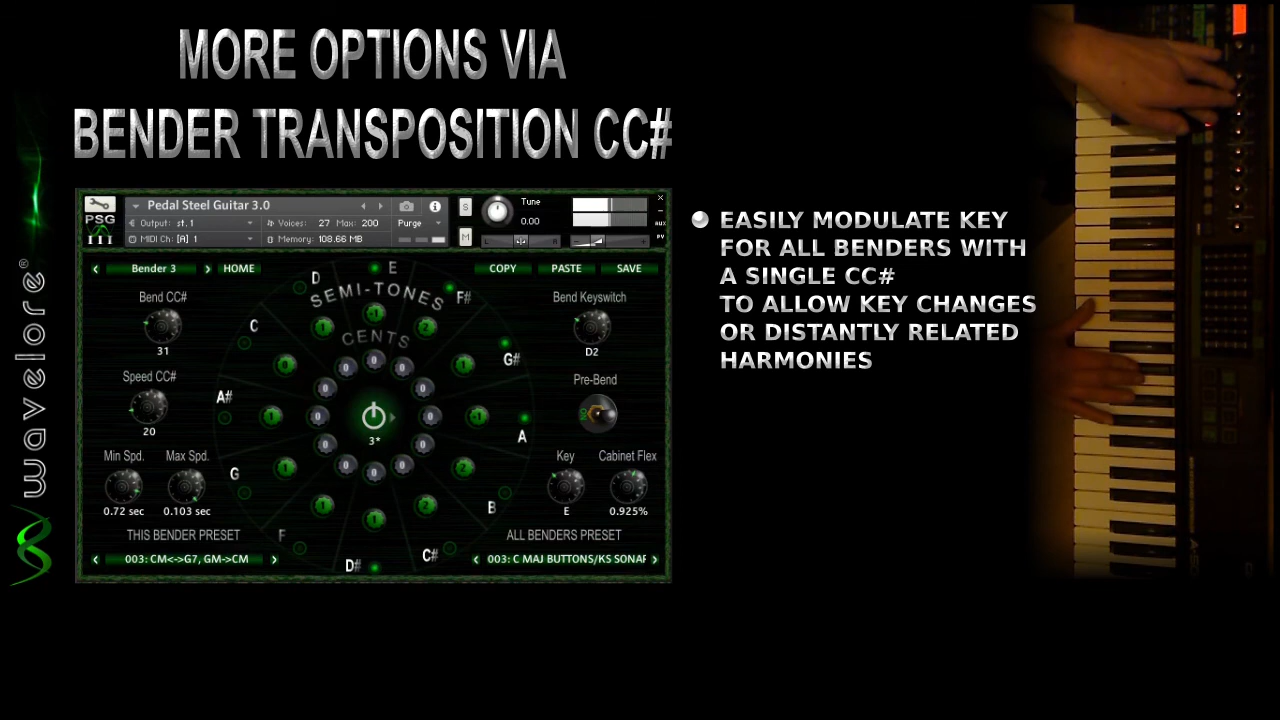 MORE OPTIONS VIA
BENDER TRANSPOSITION CC#
wavelore®
PSG
III
Pedal Steel Guitar 3.0
Output: st. 1
Voices: 27 Max: 200
Purge
MIDI Ch: [A] 1
Memory: 108.66 MB
S
M
Tune
0.00
L
R
AUX
PV
Bender 3
HOME
COPY
PASTE
SAVE
Bend CC#
31
Speed CC#
20
Min Spd.
Max Spd.
0.72 sec
0.103 sec
THIS BENDER PRESET
003: CM<->G7, GM->CM
SEMI-TONES
CENTS
E
F#
G#
A
B
C#
D#
F
G
A#
C
D
3*
Bend Keyswitch
D2
Pre-Bend
Key
Cabinet Flex
E
0.925%
ALL BENDERS PRESET
003: C MAJ BUTTONS/KS SONAR
EASILY MODULATE KEY
FOR ALL BENDERS WITH
A SINGLE CC#
TO ALLOW KEY CHANGES
OR DISTANTLY RELATED
HARMONIES